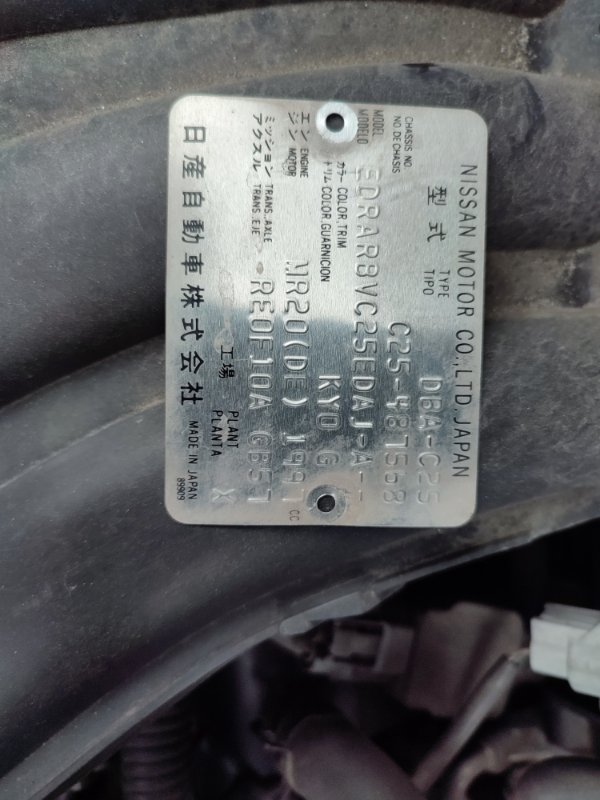 NISSAN MOTOR CO., LTD. JAPAN
型式 TYPE TIPO DBA-C25
CHASSIS NO. NO. DE CHASIS C25-487568
MODEL MODELO EDRARBVC25EDAJ-A--
カラー COLOR, TRIM
トリム COLOR, GUARNICION KY0 G
エンジン ENGINE MOTOR MR20(DE) 1997 CC
ミッション TRANS. AXLE
アクスル TRANS. EJE RE0F10A GB57
工場 PLANT PLANTA X
日産自動車株式会社 MADE IN JAPAN
89909